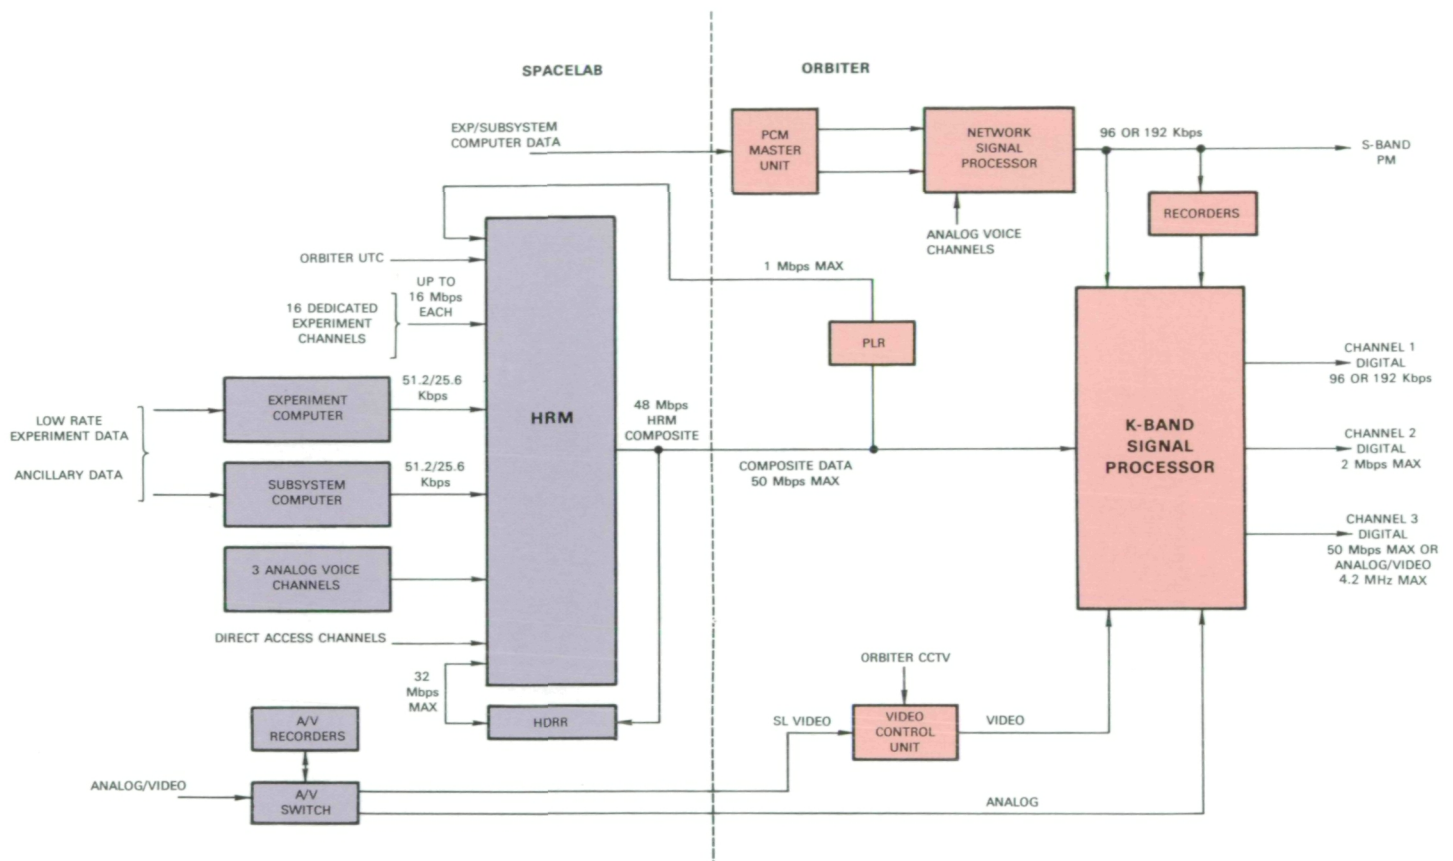 SPACELAB
ORBITER
EXP/SUBSYSTEM
COMPUTER DATA
PCM
MASTER
UNIT
NETWORK
SIGNAL
PROCESSOR
96 OR 192 Kbps
S-BAND
PM
RECORDERS
ANALOG VOICE
CHANNELS
ORBITER UTC
UP TO
16 Mbps
EACH
16 DEDICATED
EXPERIMENT
CHANNELS
1 Mbps MAX
PLR
51.2/25.6
Kbps
EXPERIMENT
COMPUTER
LOW RATE
EXPERIMENT DATA
ANCILLARY DATA
51.2/25.6
Kbps
SUBSYSTEM
COMPUTER
3 ANALOG VOICE
CHANNELS
HRM
48 Mbps
HRM
COMPOSITE
COMPOSITE DATA
50 Mbps MAX
K-BAND
SIGNAL
PROCESSOR
CHANNEL 1
DIGITAL
96 OR 192 Kbps
CHANNEL 2
DIGITAL
2 Mbps MAX
CHANNEL 3
DIGITAL
50 Mbps MAX OR
ANALOG/VIDEO
4.2 MHz MAX
DIRECT ACCESS CHANNELS
32
Mbps
MAX
HDRR
ORBITER CCTV
A/V
RECORDERS
SL VIDEO
VIDEO
CONTROL
UNIT
VIDEO
ANALOG/VIDEO
A/V
SWITCH
ANALOG